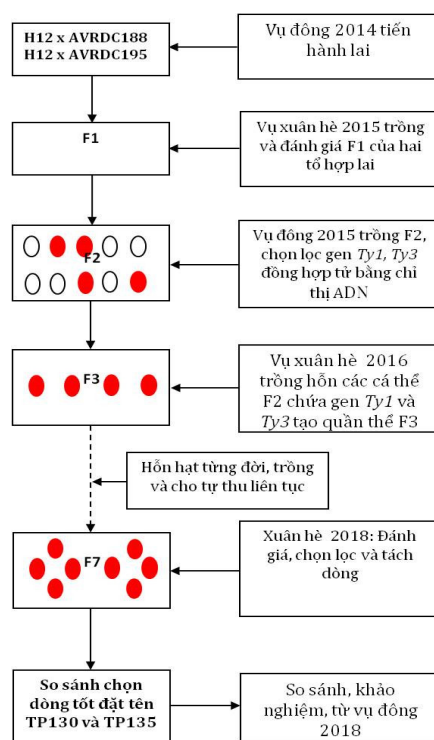 H12 x AVRDC188
H12 x AVRDC195
Vụ đông 2014 tiến
hành lai
F1
Vụ xuân hè 2015 trồng
và đánh giá F1 của hai
tổ hợp lai
F2
Vụ đông 2015 trồng F2,
chọn lọc gen Ty1, Ty3
đồng hợp tử bằng chỉ
thị ADN
F3
Vụ xuân hè 2016
trồng hỗn các cá thể
F2 chứa gen Ty1 và
Ty3 tạo quần thể F3
Hỗn hạt từng đời, trồng
và cho tự thu liên tục
F7
Xuân hè 2018: Đánh
giá, chọn lọc và tách
dòng
So sánh chọn
dòng tốt đặt tên
TP130 và TP135
So sánh, khảo
nghiệm, từ vụ đông
2018